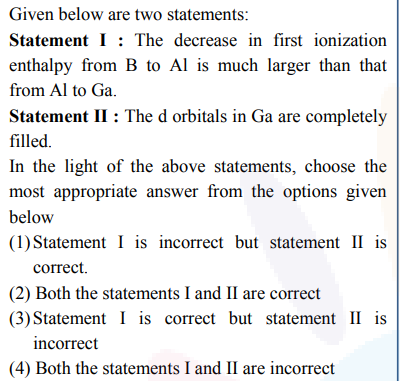 Given below are two statements:
Statement I : The decrease in first ionization
enthalpy from B to Al is much larger than that
from Al to Ga.
Statement II : The d orbitals in Ga are completely
filled.
In the light of the above statements, choose the
most appropriate answer from the options given
below
(1) Statement I is incorrect but statement II is
correct.
(2) Both the statements I and II are correct
(3) Statement I is correct but statement II is
incorrect
(4) Both the statements I and II are incorrect